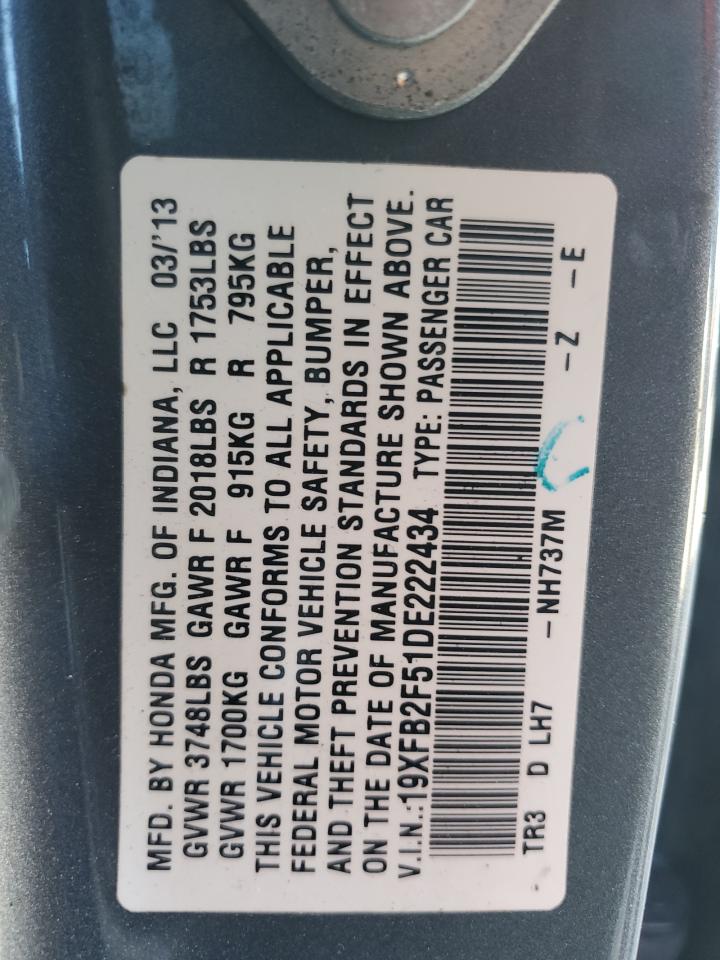 MFD. BY HONDA MFG. OF INDIANA, LLC 03/'13
GVWR 3748LBS GAWR F 2018LBS R 1753LBS
GVWR 1700KG GAWR F 915KG R 795KG
THIS VEHICLE CONFORMS TO ALL APPLICABLE
FEDERAL MOTOR VEHICLE SAFETY, BUMPER,
AND THEFT PREVENTION STANDARDS IN EFFECT
ON THE DATE OF MANUFACTURE SHOWN ABOVE.
V.I.N.:19XFB2F51DE222434 TYPE: PASSENGER CAR
TR3 D LH7 -NH737M -Z -E